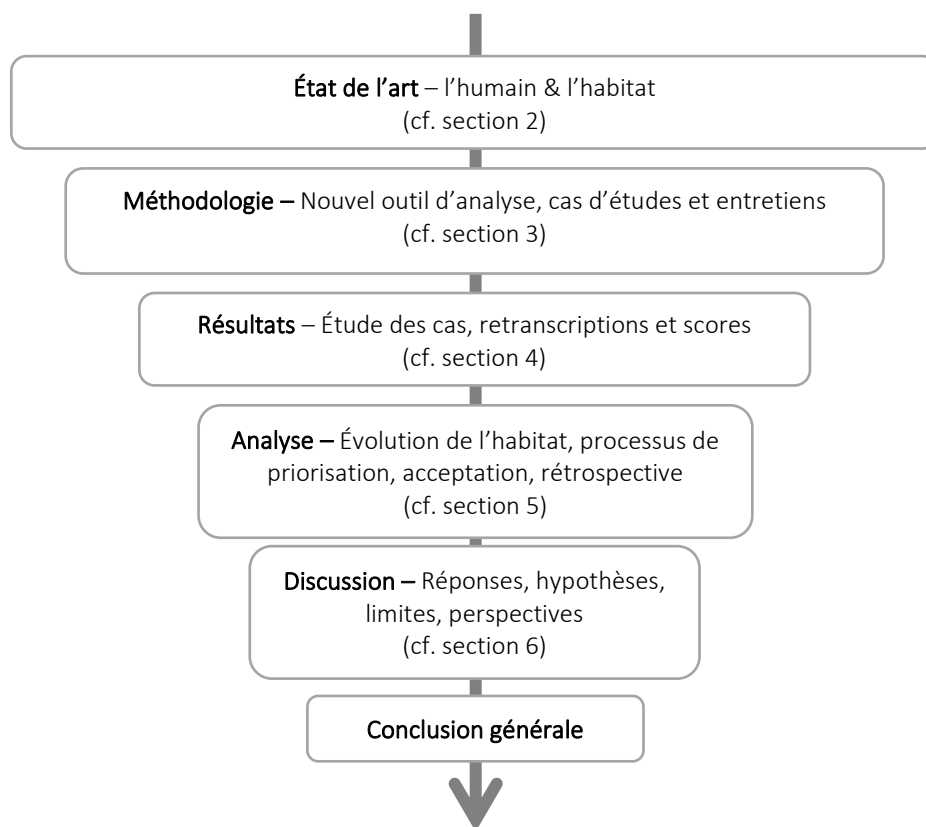 État de l’art – l’humain & l’habitat
(cf. section 2)
Méthodologie – Nouvel outil d’analyse, cas d’études et entretiens
(cf. section 3)
Résultats – Étude des cas, retranscriptions et scores
(cf. section 4)
Analyse – Évolution de l’habitat, processus de
priorisation, acceptation, rétrospective
(cf. section 5)
Discussion – Réponses, hypothèses,
limites, perspectives
(cf. section 6)
Conclusion générale